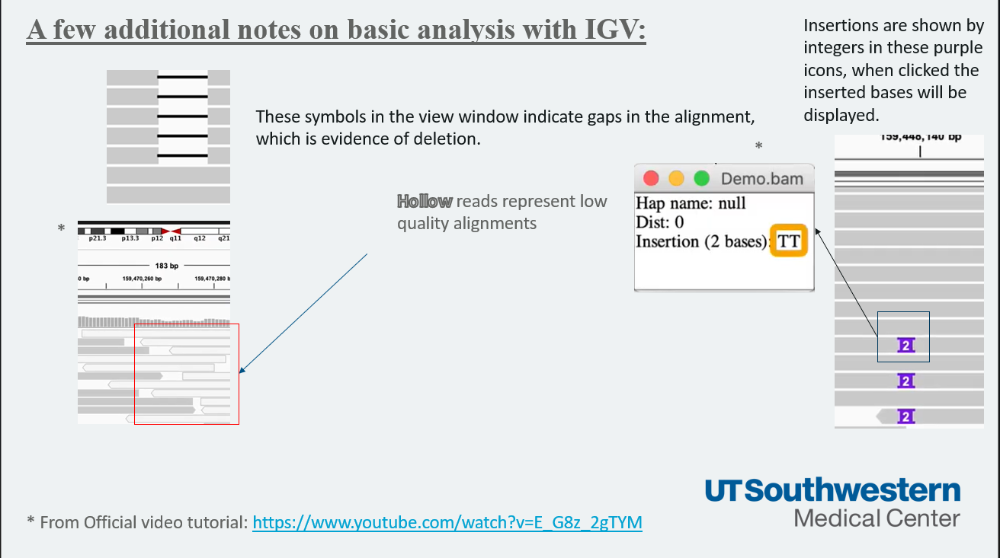 A few additional notes on basic analysis with IGV:
Insertions are shown by
integers in these purple
icons, when clicked the
inserted bases will be
displayed.
These symbols in the view window indicate gaps in the alignment,
which is evidence of deletion.
*
159,448,140 bp
Demo.bam
Hap name: null
Dist: 0
Insertion (2 bases): TT
Hollow reads represent low
quality alignments
*
p21.3 p13.3 p12 q11 q12 q21
183 bp
0 bp 159,470,260 bp 159,470,280 b
2
2
2
UT Southwestern
Medical Center
* From Official video tutorial: https://www.youtube.com/watch?v=E_G8z_2gTYM